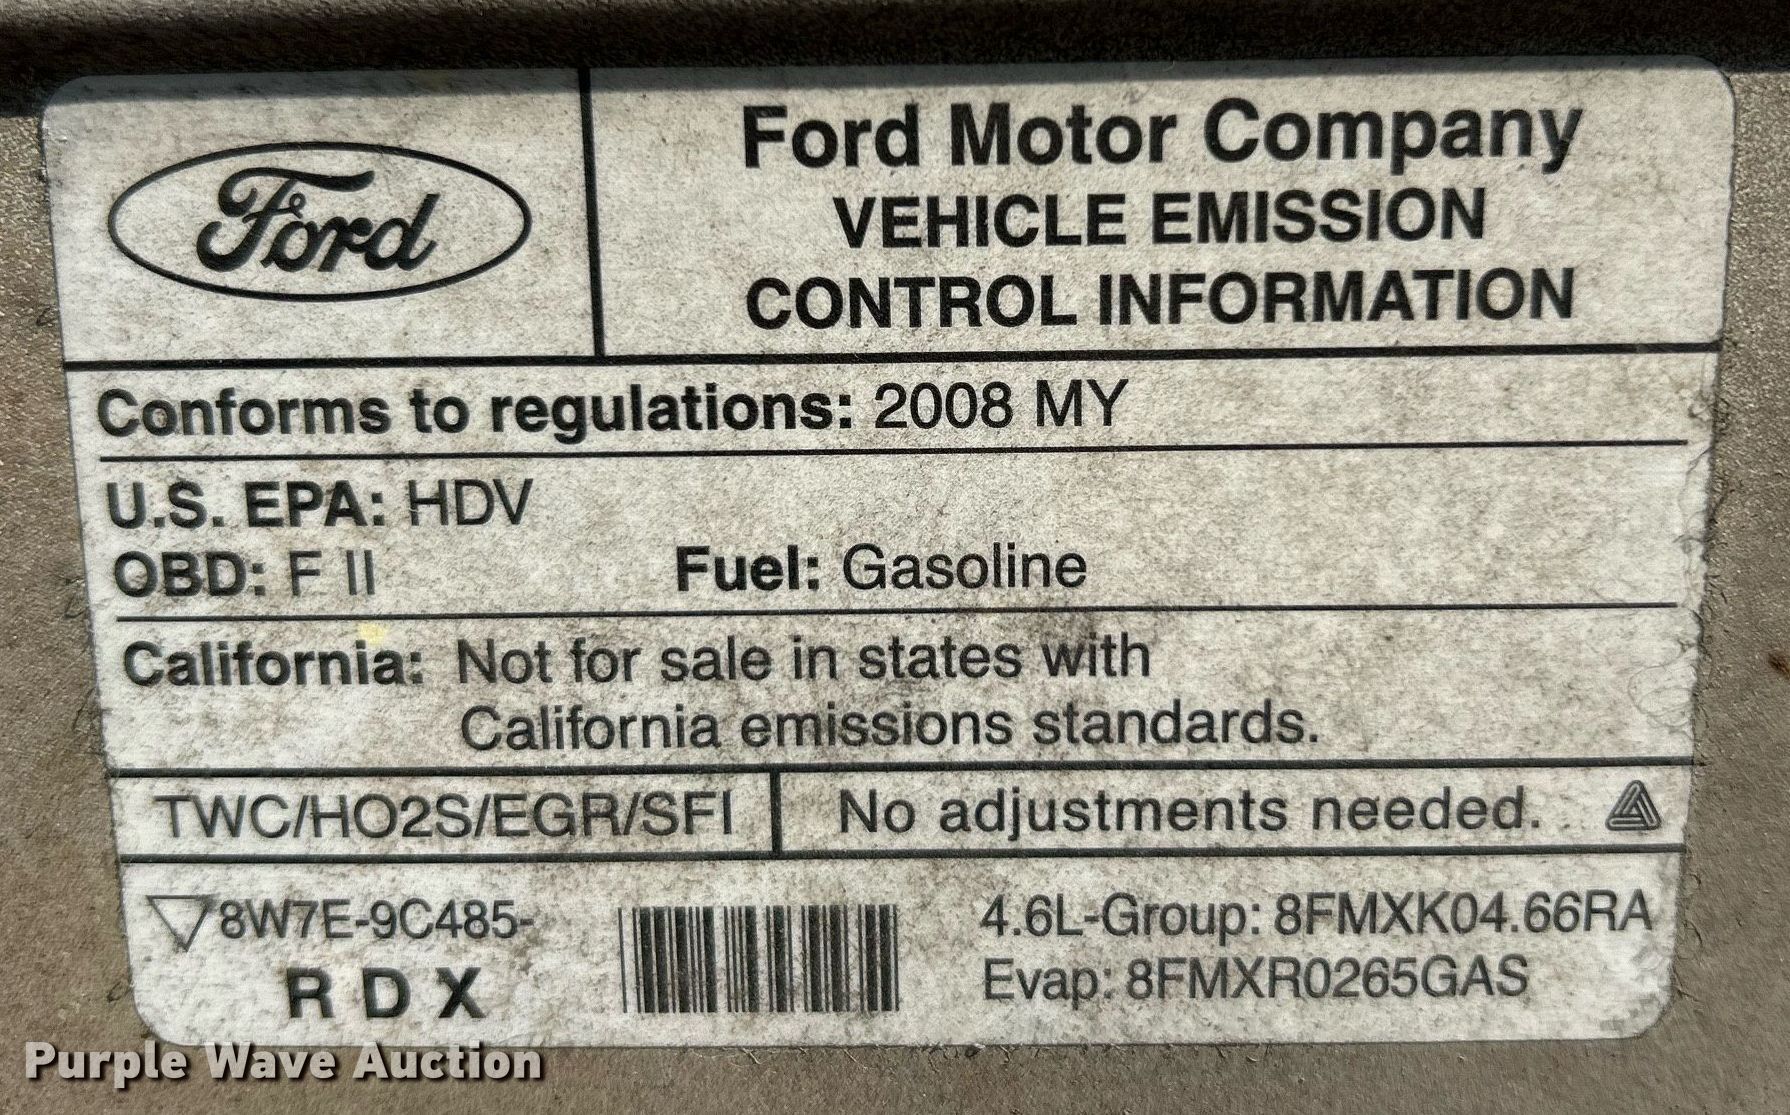 Ford
Ford Motor Company
VEHICLE EMISSION
CONTROL INFORMATION
Conforms to regulations: 2008 MY
U.S. EPA: HDV
OBD: F II Fuel: Gasoline
California: Not for sale in states with
California emissions standards.
TWC/HO2S/EGR/SFI No adjustments needed.
8W7E-9C485-
R D X
4.6L-Group: 8FMXK04.66RA
Evap: 8FMXR0265GAS
Purple Wave Auction